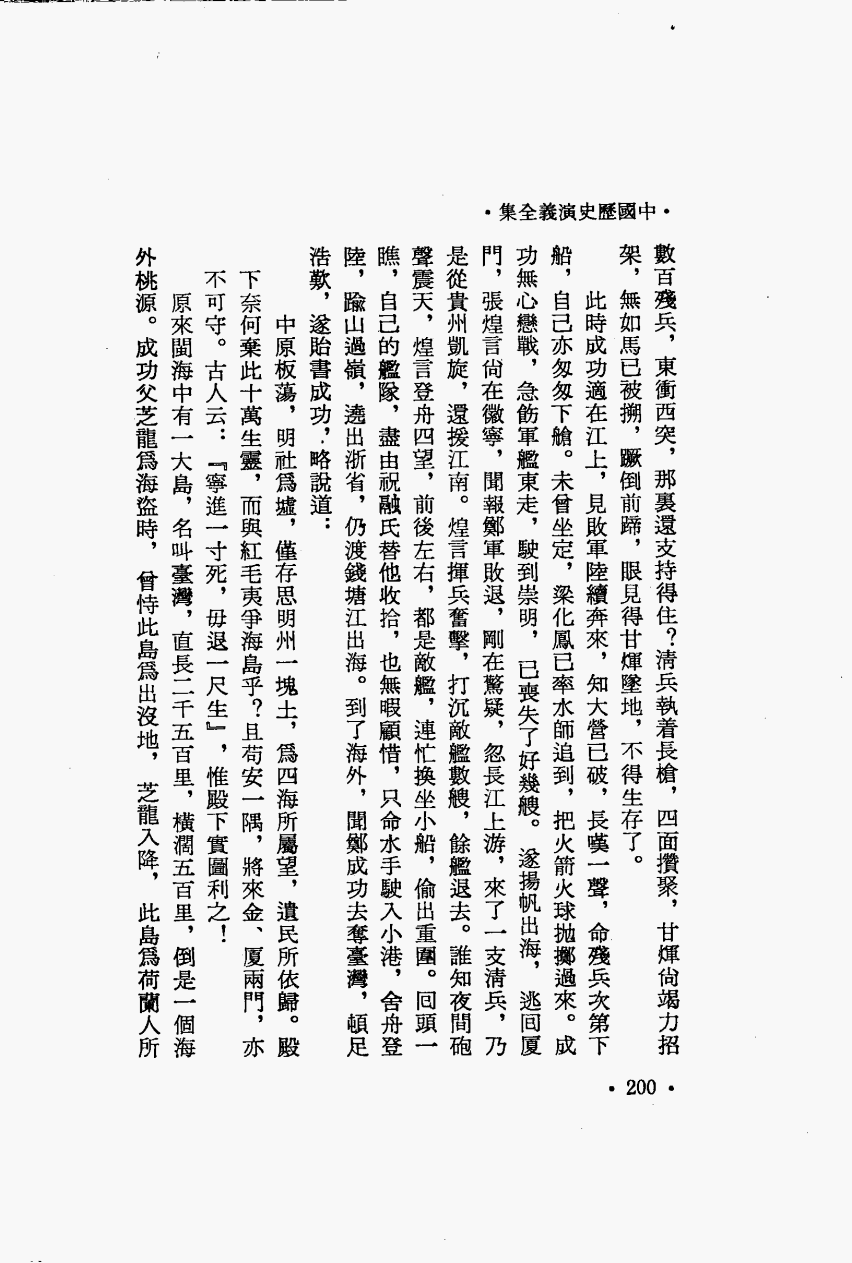 •中國歷史演義全集•
數百殘兵，東衝西突，那裏還支持得住？清兵執着長槍，四面攢聚，甘煇尙竭力招
架，無如馬已被搠，蹶倒前蹄，眼見得甘煇墜地，不得生存了。
此時成功適在江上，見敗軍陸續奔來，知大營已破，長嘆一聲，命殘兵次第下
船，自己亦匆匆下艙。未曾坐定，梁化鳳已率水師追到，把火箭火球拋擲過來。成
功無心戀戰，急飭軍艦東走，駛到崇明，已喪失了好幾艘。遂揚帆出海，逃回厦
門，張煌言尙在徽寧，聞報鄭軍敗退，剛在驚疑，忽長江上游，來了一支清兵，乃
是從貴州凱旋，還援江南。煌言揮兵奮擊，打沉敵艦數艘，餘艦退去。誰知夜間砲
聲震天，煌言登舟四望，前後左右，都是敵艦，連忙換坐小船，偷出重圍。回頭一
瞧，自己的艦隊，盡由祝融氏替他收拾，也無暇顧惜，只命水手駛入小港，舍舟登
陸，踰山過嶺，遶出浙省，仍渡錢塘江出海。到了海外，聞鄭成功去奪臺灣，頓足
浩歎，遂貽書成功，略說道：
中原板蕩，明社爲墟，僅存思明州一塊土，爲四海所屬望，遺民所依歸。殿
下奈何棄此十萬生靈，而與紅毛夷爭海島乎？且苟安一隅，將來金、厦兩門，亦
不可守。古人云：『寧進一寸死，毋退一尺生』，惟殿下實圖利之！
原來閩海中有一大島，名叫臺灣，直長二千五百里，橫濶五百里，倒是一個海
外桃源。成功父芝龍爲海盜時，曾恃此島爲出沒地，芝龍入降，此島爲荷蘭人所
•200•